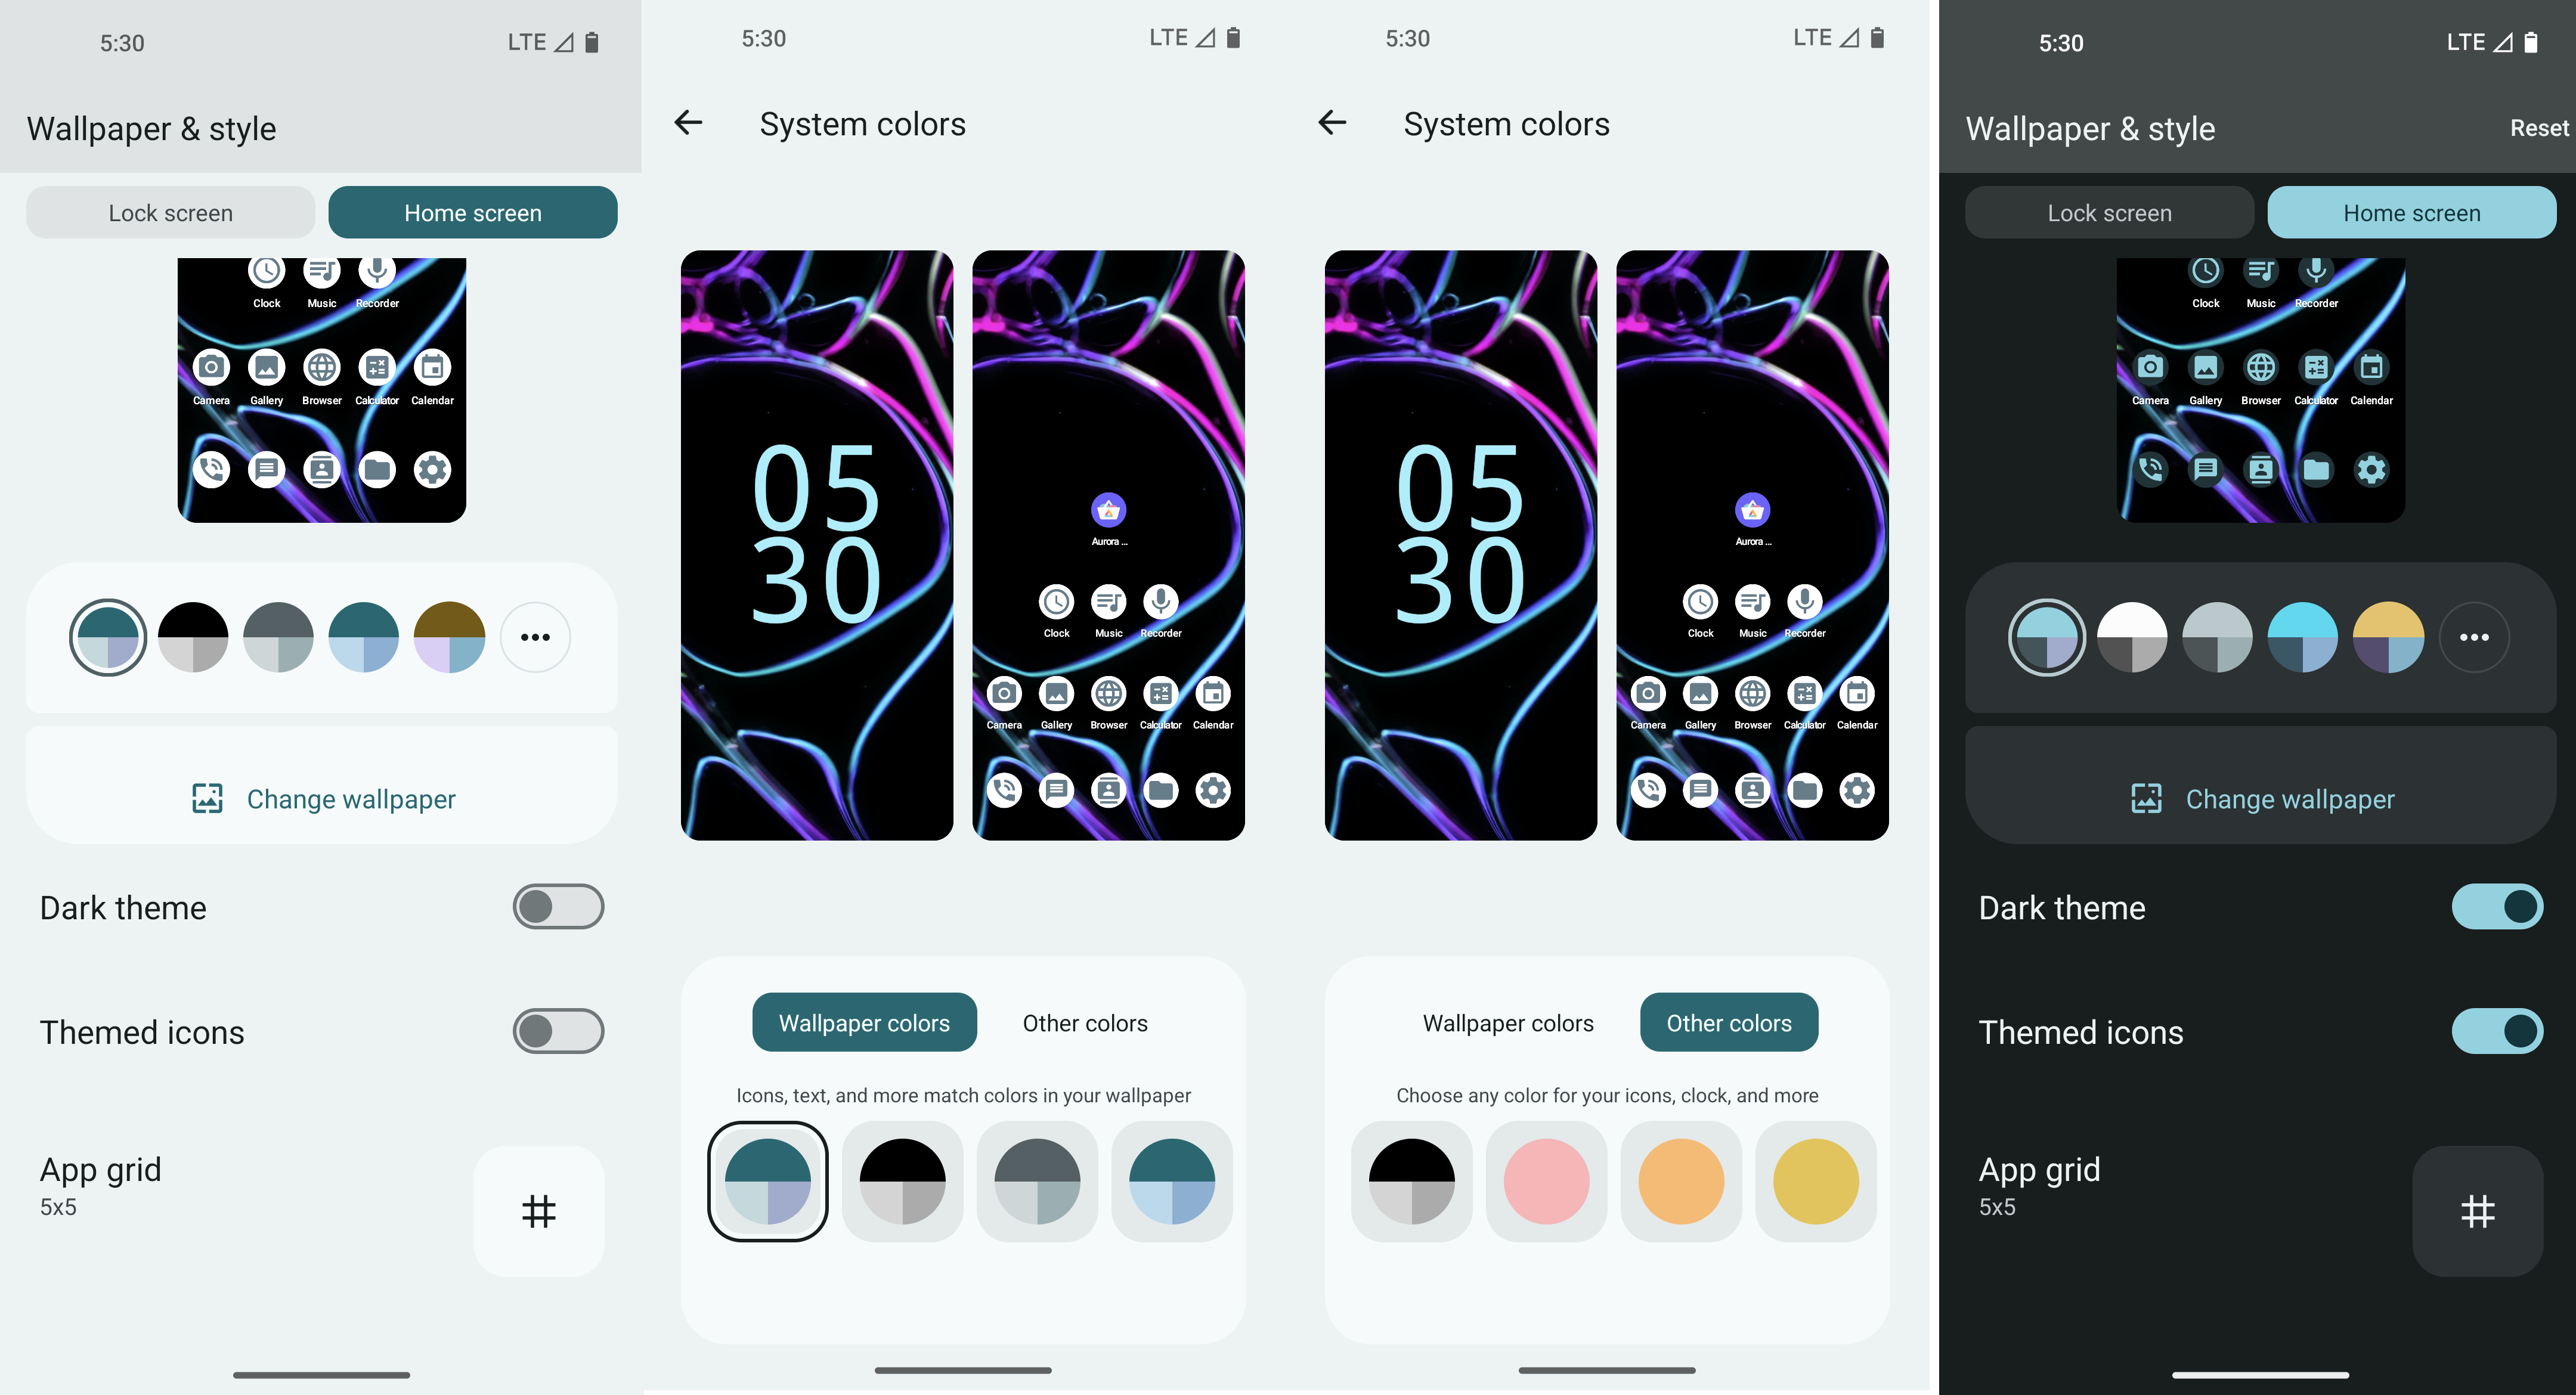 5:30
LTE
Wallpaper & style
Lock screen
Home screen
Clock
Music
Recorder
Camera
Gallery
Browser
Calculator
Calendar
Change wallpaper
Dark theme
Themed icons
App grid
5x5
5:30
LTE
System colors
05
30
Aurora ...
Clock
Music
Recorder
Camera
Gallery
Browser
Calculator
Calendar
Wallpaper colors
Other colors
Icons, text, and more match colors in your wallpaper
5:30
LTE
System colors
05
30
Aurora ...
Clock
Music
Recorder
Camera
Gallery
Browser
Calculator
Calendar
Wallpaper colors
Other colors
Choose any color for your icons, clock, and more
5:30
LTE
Wallpaper & style
Reset
Lock screen
Home screen
Clock
Music
Recorder
Camera
Gallery
Browser
Calculator
Calendar
Change wallpaper
Dark theme
Themed icons
App grid
5x5